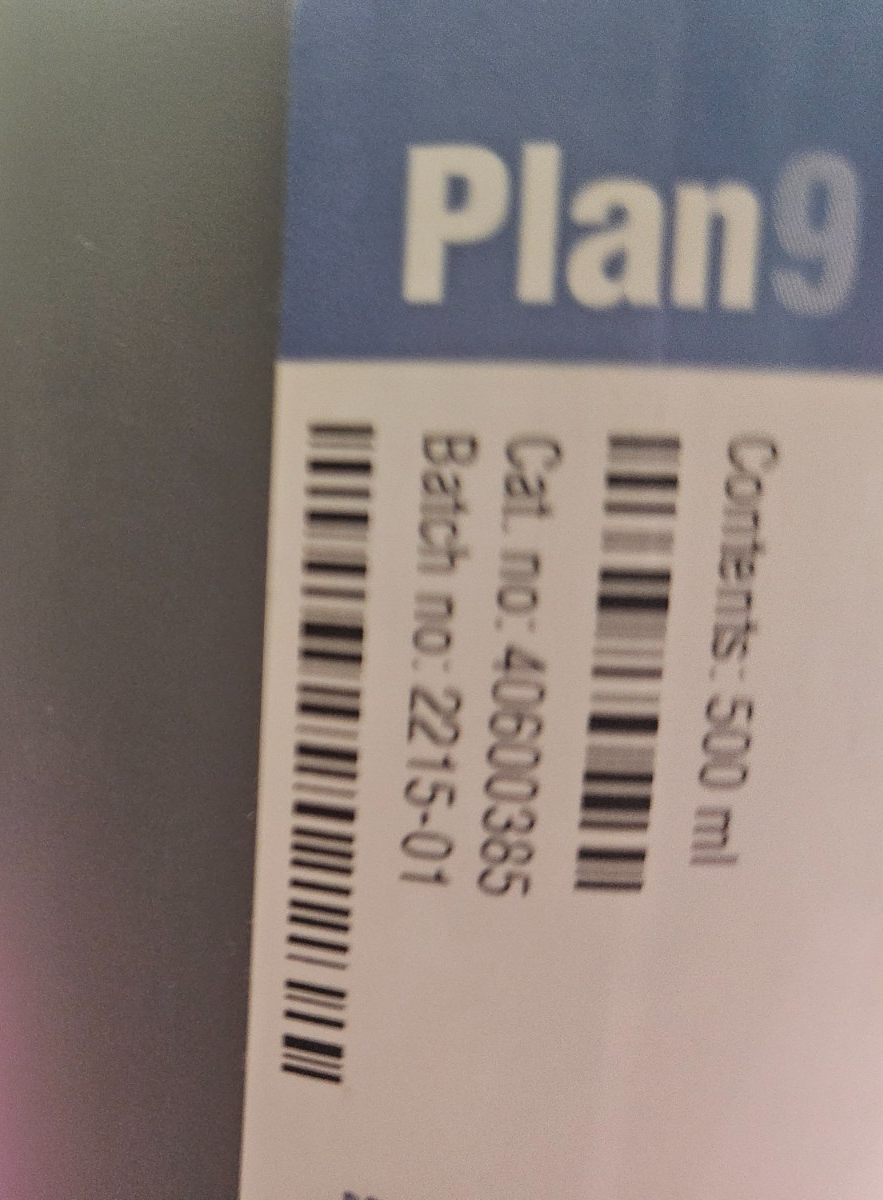 Plan9
Contents: 500 ml
Cat. no: 40600385
Batch no: 2215-01